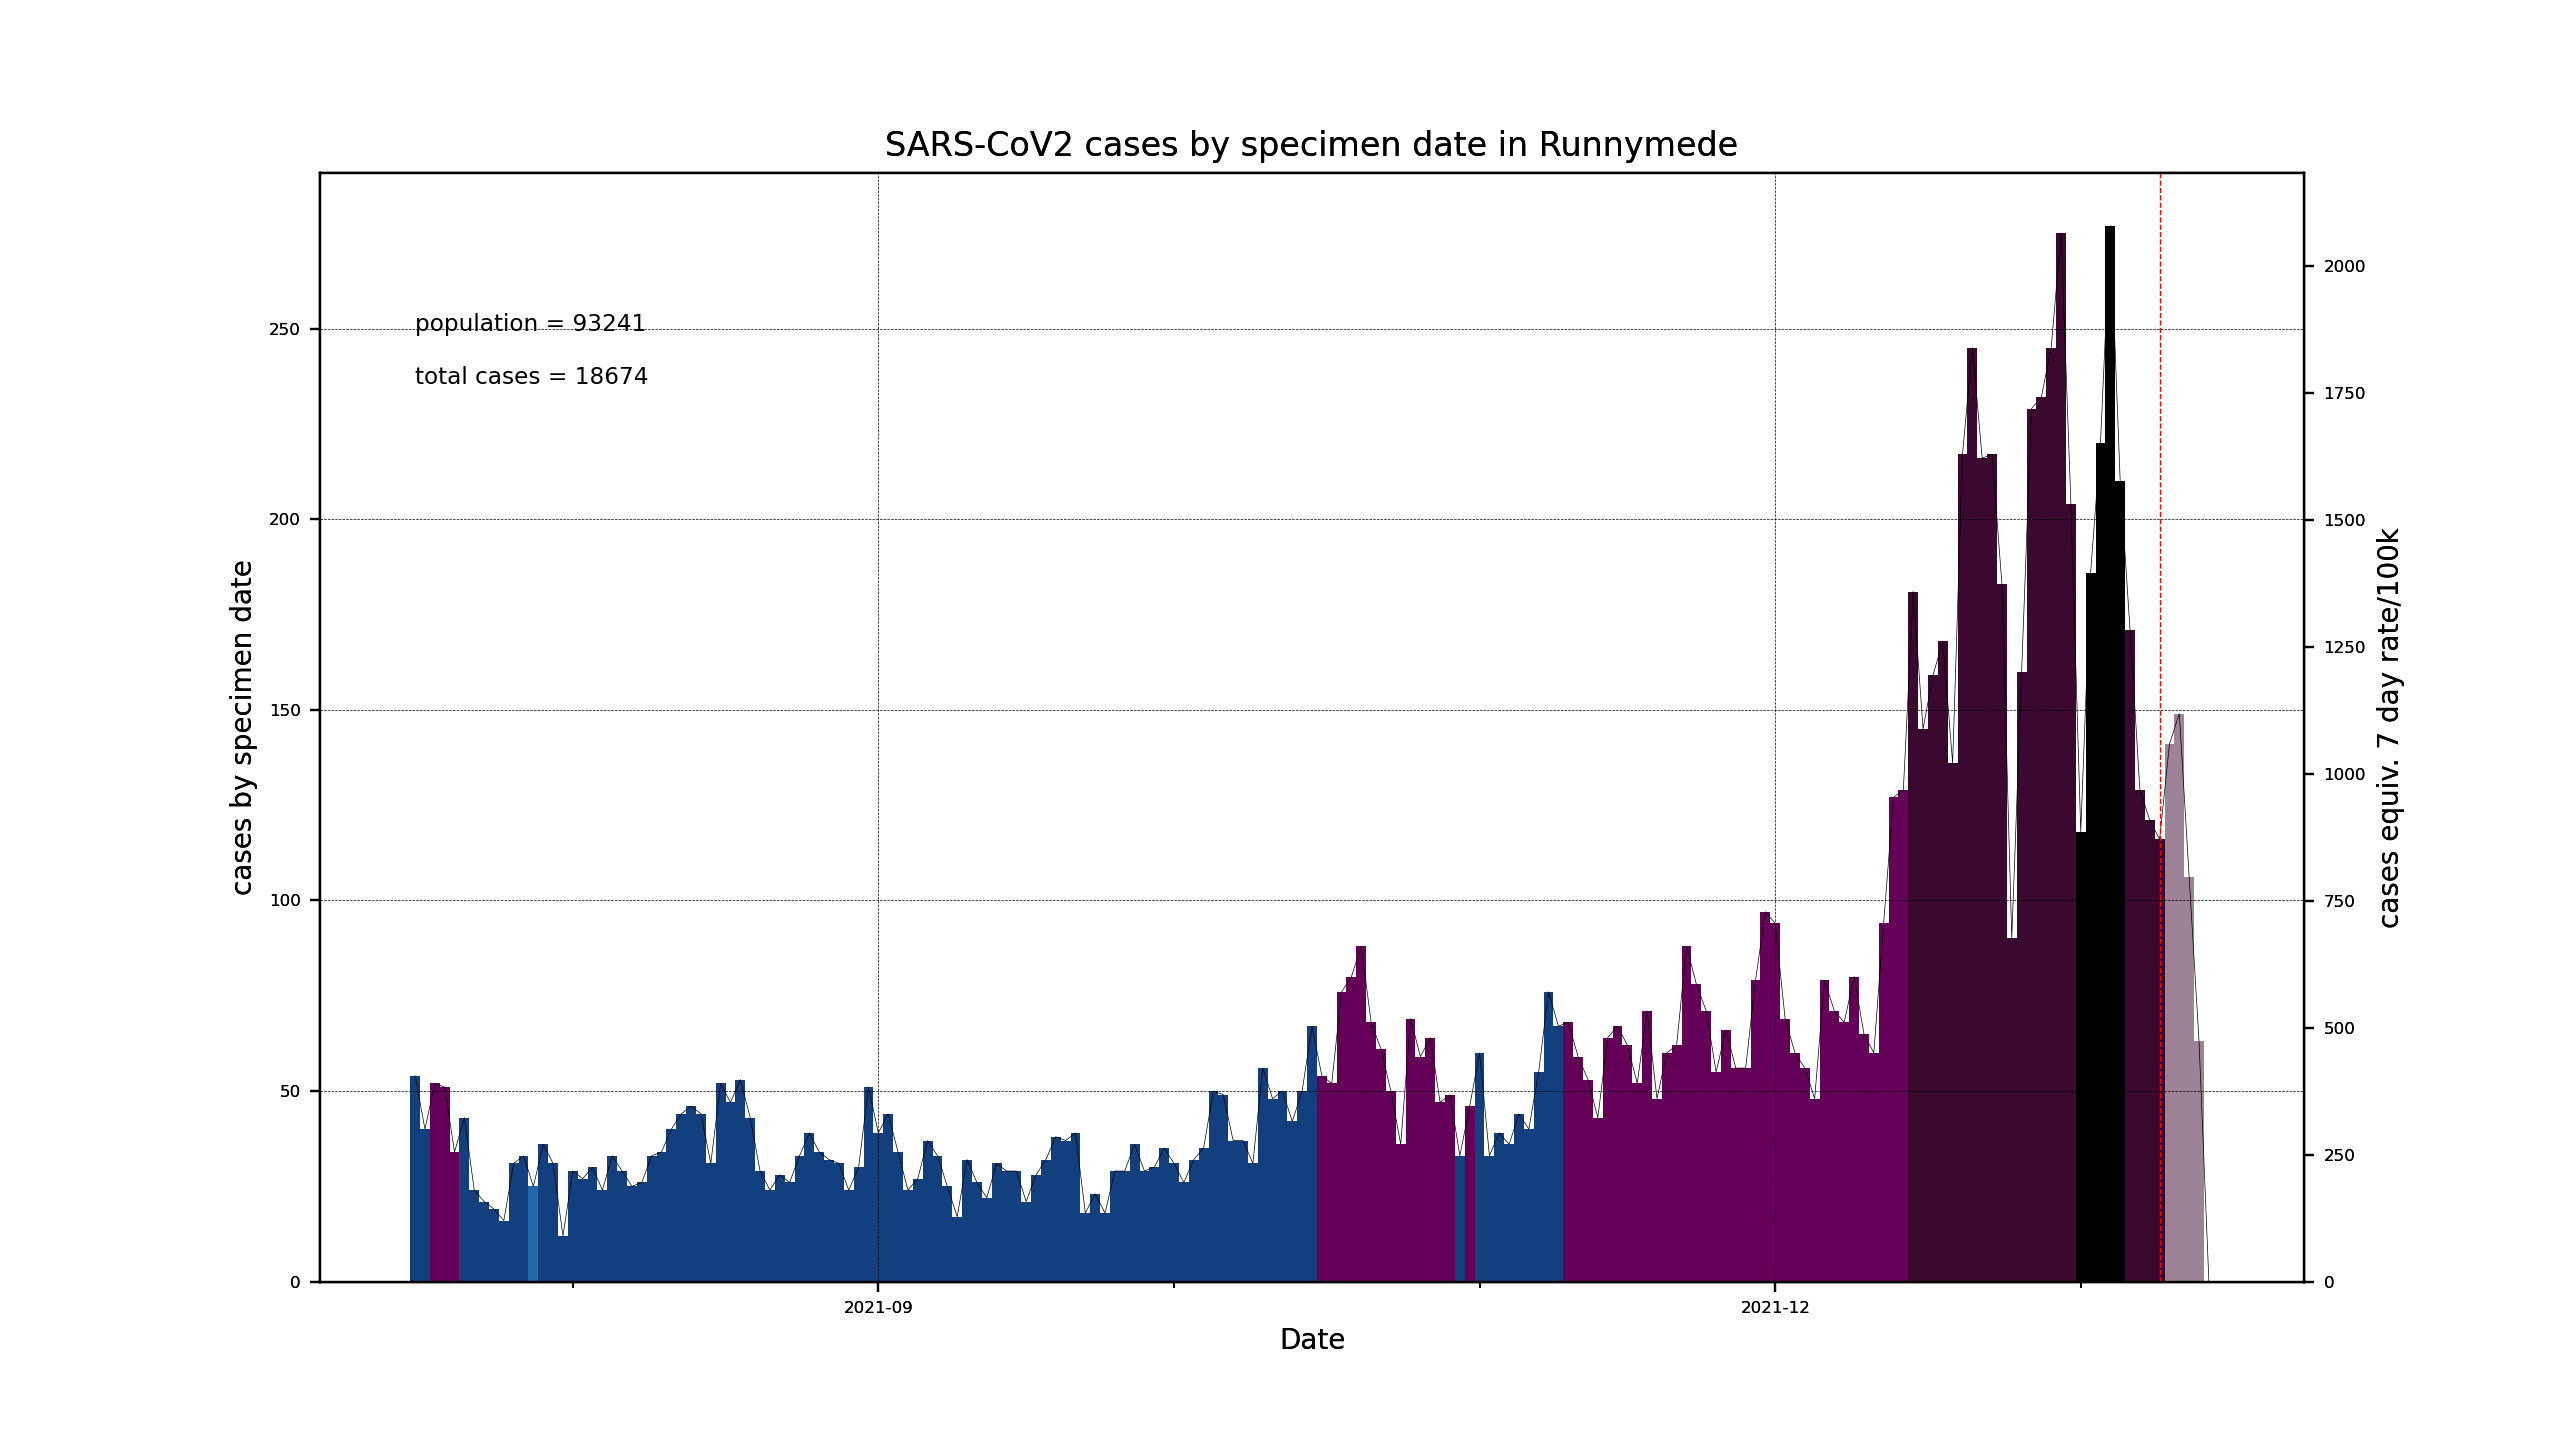 SARS-CoV2 cases by specimen date in Runnymede
population = 93241
total cases = 18674
cases by specimen date
250
200
150
100
50
0
2000
1750
1500
1250
1000
750
500
250
0
cases equiv. 7 day rate/100k
2021-09
2021-12
Date